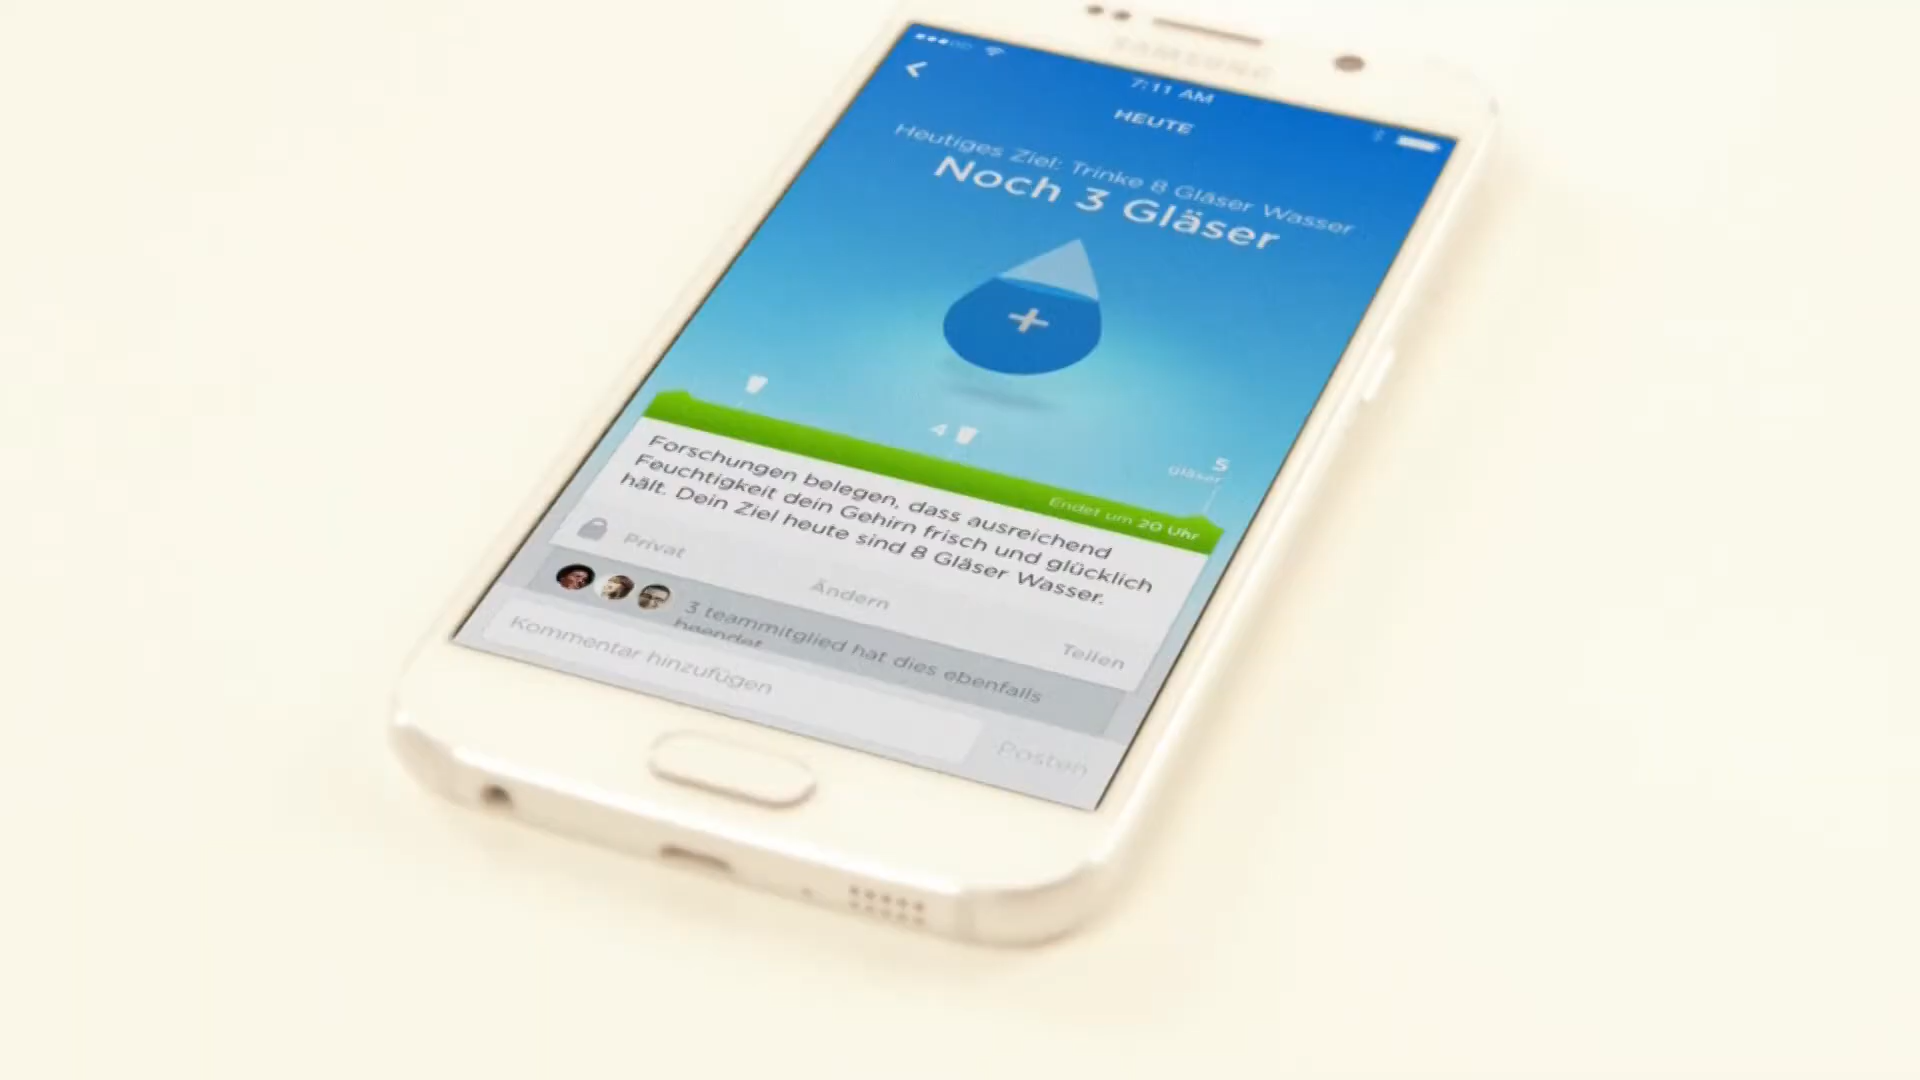 SAMSUNG
7:11 AM
HEUTE
Heutiges Ziel: Trinke 8 Gläser Wasser
Noch 3 Gläser
4
5
gläser
Endet um 20 Uhr
Forschungen belegen, dass ausreichend
Feuchtigkeit dein Gehirn frisch und glücklich
hält. Dein Ziel heute sind 8 Gläser Wasser.
Privat
Ändern
Teilen
3 teammitglied hat dies ebenfalls
beendet
Kommentar hinzufügen
Posten